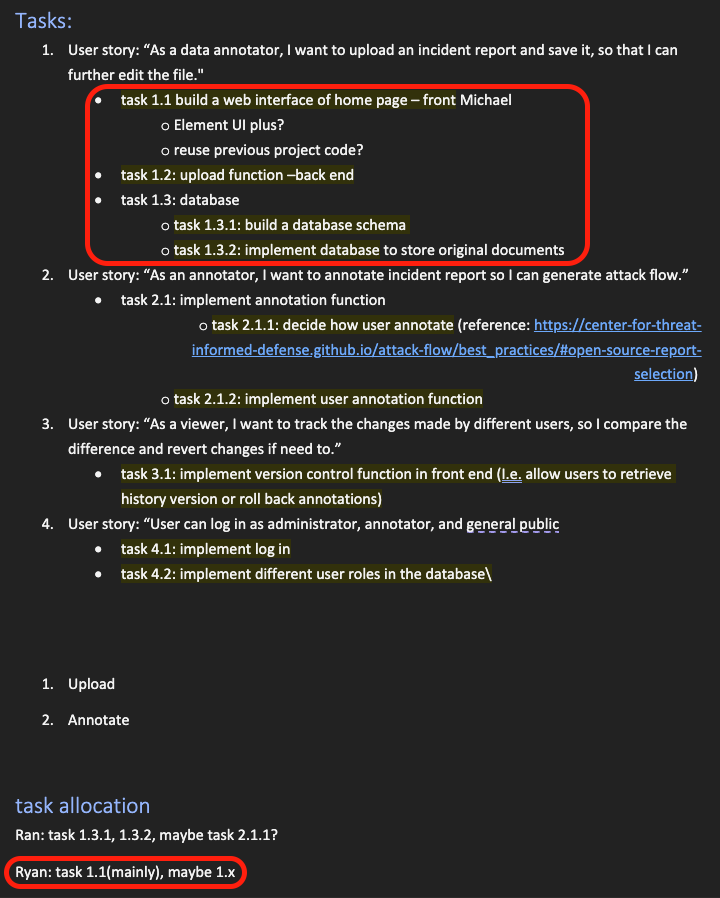 Tasks:
1. User story: “As a data annotator, I want to upload an incident report and save it, so that I can
further edit the file."
● task 1.1 build a web interface of home page – front Michael
o Element UI plus?
o reuse previous project code?
● task 1.2: upload function –back end
● task 1.3: database
o task 1.3.1: build a database schema
o task 1.3.2: implement database to store original documents
2. User story: “As an annotator, I want to annotate incident report so I can generate attack flow.”
● task 2.1: implement annotation function
o task 2.1.1: decide how user annotate (reference: https://center-for-threat-
informed-defense.github.io/attack-flow/best_practices/#open-source-report-
selection)
o task 2.1.2: implement user annotation function
3. User story: “As a viewer, I want to track the changes made by different users, so I compare the
difference and revert changes if need to.”
● task 3.1: implement version control function in front end (I.e. allow users to retrieve
history version or roll back annotations)
4. User story: “User can log in as administrator, annotator, and general public
● task 4.1: implement log in
● task 4.2: implement different user roles in the database\
1. Upload
2. Annotate
task allocation
Ran: task 1.3.1, 1.3.2, maybe task 2.1.1?
Ryan: task 1.1(mainly), maybe 1.x